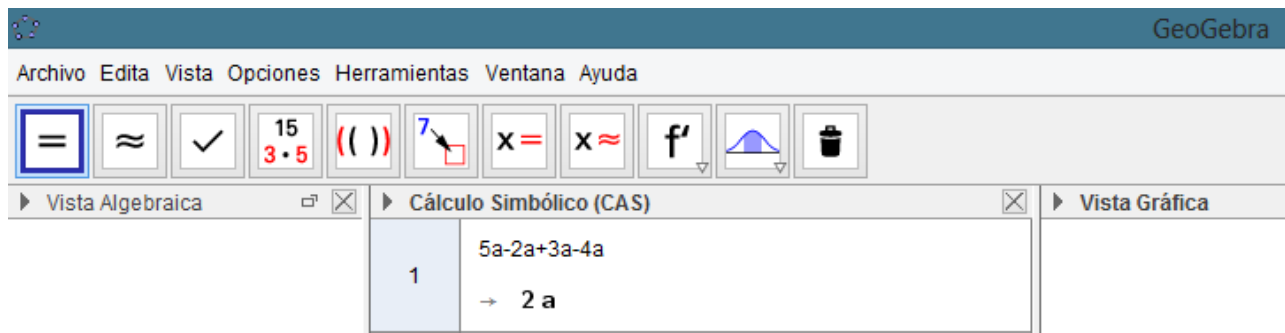 GeoGebra
Archivo Edita Vista Opciones Herramientas Ventana Ayuda
= ≈ ✓ 15 3·5 (( )) 7 x= x≈ f'
Vista Algebraica Cálculo Simbólico (CAS) Vista Gráfica
5a-2a+3a-4a
1
→ 2 a